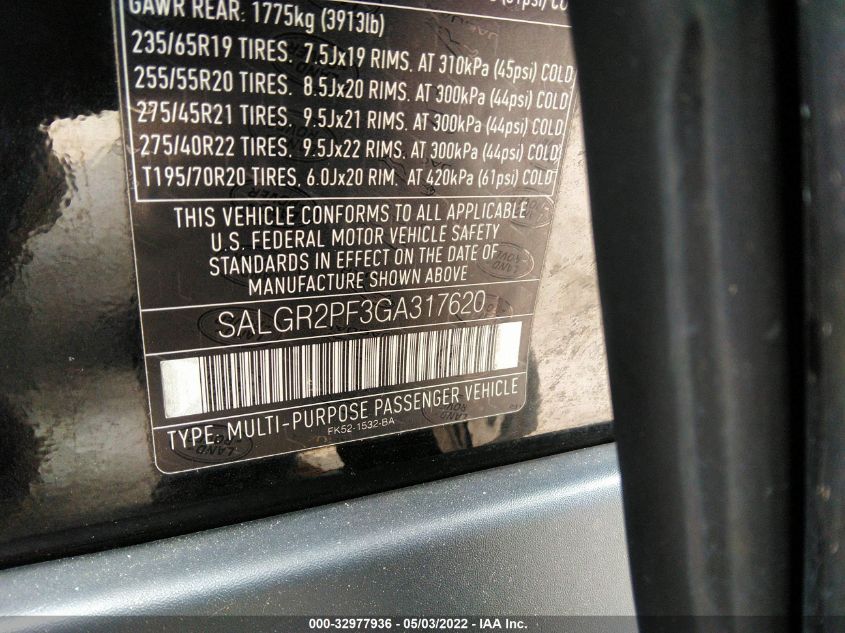 GAWR REAR: 1775kg (3913lb)
235/65R19 TIRES. 7.5Jx19 RIMS. AT 310kPa (45psi) COLD
255/55R20 TIRES. 8.5Jx20 RIMS. AT 300kPa (44psi) COLD
275/45R21 TIRES. 9.5Jx21 RIMS. AT 300kPa (44psi) COLD
275/40R22 TIRES. 9.5Jx22 RIMS. AT 300kPa (44psi) COLD
T195/70R20 TIRES. 6.0Jx20 RIM. AT 420kPa (61psi) COLD
THIS VEHICLE CONFORMS TO ALL APPLICABLE
U.S. FEDERAL MOTOR VEHICLE SAFETY
STANDARDS IN EFFECT ON THE DATE OF
MANUFACTURE SHOWN ABOVE
SALGR2PF3GA317620
TYPE: MULTI-PURPOSE PASSENGER VEHICLE
FK52-1532-BA
LAND ROVER
000-32977936 - 05/03/2022 - IAA Inc.